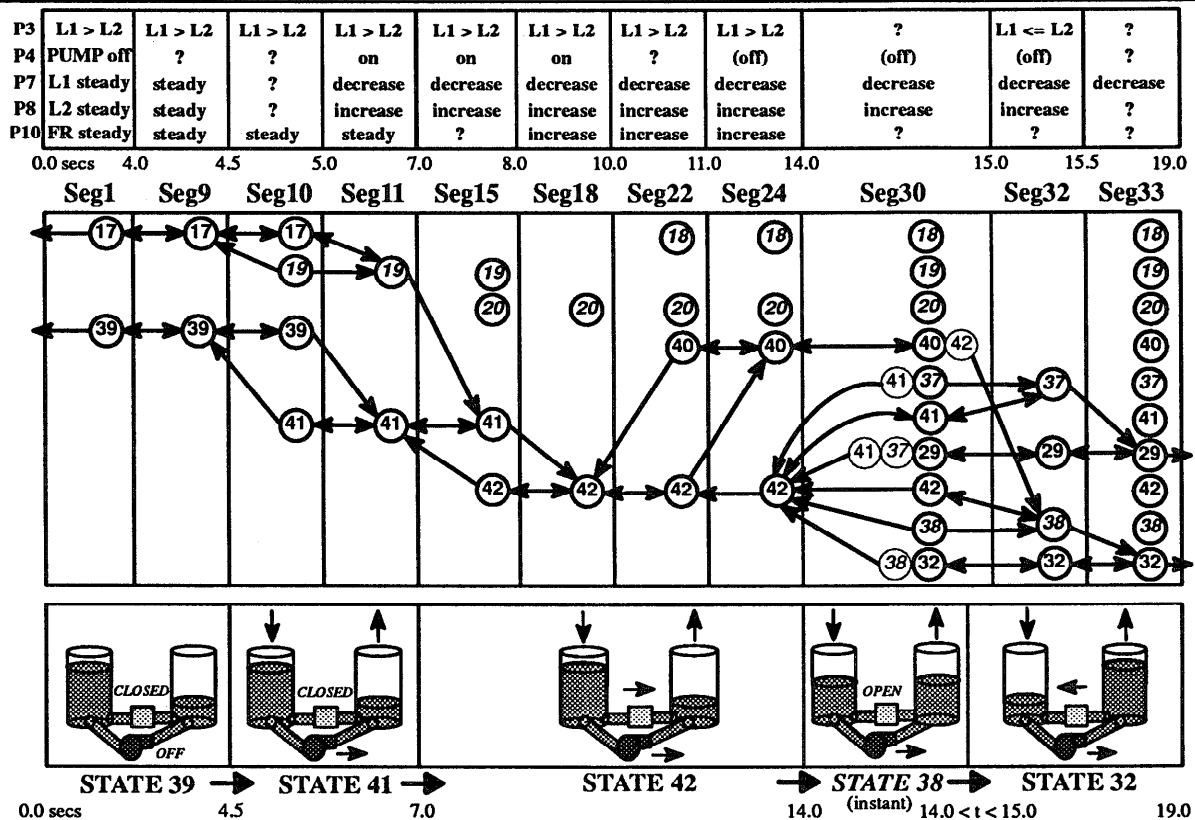 P3 L1 > L2 L1 > L2 L1 > L2 L1 > L2 L1 > L2 L1 > L2 L1 > L2 L1 > L2 ? L1 <= L2 ?
P4 PUMP off ? ? on on on ? (off) (off) (off) ?
P7 L1 steady steady ? decrease decrease decrease decrease decrease decrease decrease decrease
P8 L2 steady steady ? increase increase increase increase increase increase increase ?
P10 FR steady steady steady steady ? increase increase increase ? ? ?
0.0 secs 4.0 4.5 5.0 7.0 8.0 10.0 11.0 14.0 15.0 15.5 19.0
Seg1 Seg9 Seg10 Seg11 Seg15 Seg18 Seg22 Seg24 Seg30 Seg32 Seg33
17 17 17 18 18 18 18
19 19 19 19 19
20 20 20 20 20 20
39 39 39 40 40 40 42 40
41 37 37 37
41 41 41 41 41
41 37 29 29 29
42 42 42 42 42 42
38 38 38
38 32 32 32
CLOSED CLOSED OPEN
OFF
STATE 39 STATE 41 STATE 42 STATE 38 STATE 32
(instant)
0.0 secs 4.5 7.0 14.0 14.0 < t < 15.0 19.0